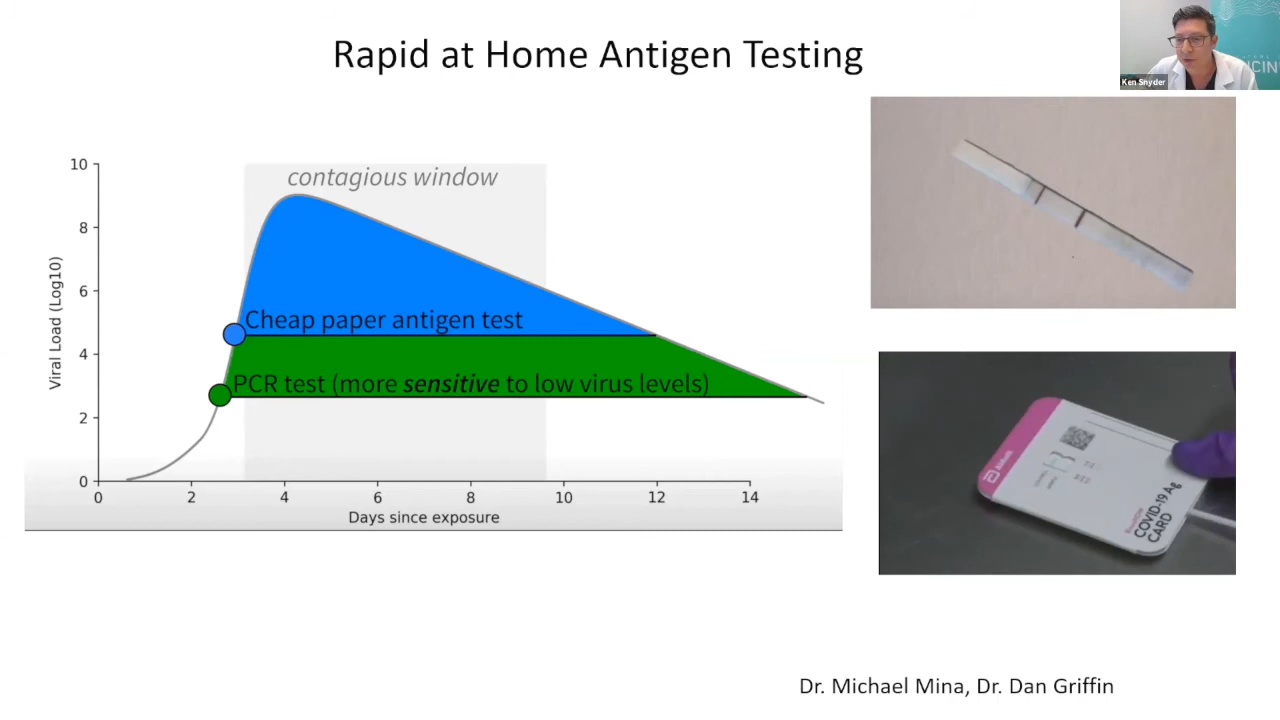 Rapid at Home Antigen Testing
Ken Snyder
ICIN
contagious window
10
8
6
4
2
0
Viral Load (Log10)
Cheap paper antigen test
PCR test (more sensitive to low virus levels)
0 2 4 6 8 10 12 14
Days since exposure
Abbott
COVID-19 Ag
CARD
Dr. Michael Mina, Dr. Dan Griffin